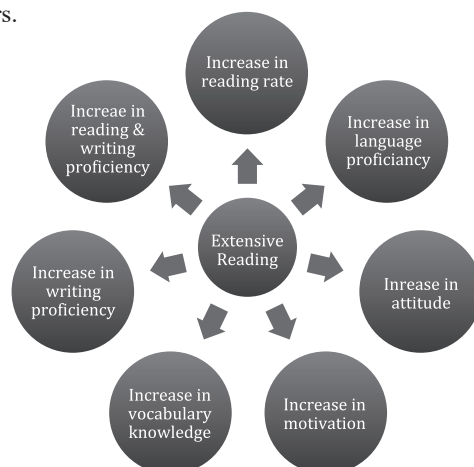 rs.
Increase in
reading rate
Increae in
reading &
writing
proficiency
Increase in
language
proficiancy
Extensive
Reading
Increase in
writing
proficiency
Inrease in
attitude
Increase in
vocabulary
knowledge
Increase in
motivation